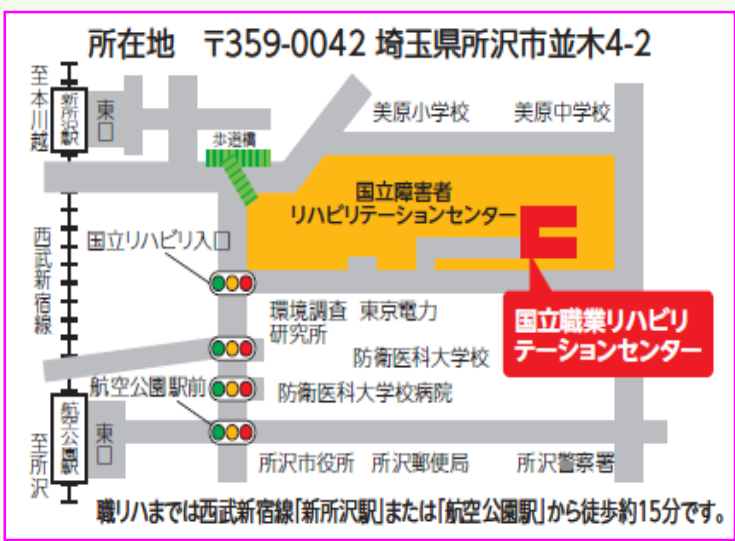 所在地 〒359-0042 埼玉県所沢市並木4-2
至本川越
新所沢駅
東口
歩道橋
美原小学校
美原中学校
国立障害者
リハビリテーションセンター
西武新宿線
国立リハビリ入口
環境調査
研究所
東京電力
国立職業リハビリ
テーションセンター
防衛医科大学校
航空公園駅前
防衛医科大学校病院
航空公園駅
東口
至所沢
所沢市役所
所沢郵便局
所沢警察署
職リハまでは西武新宿線「新所沢駅」または「航空公園駅」から徒歩約15分です。